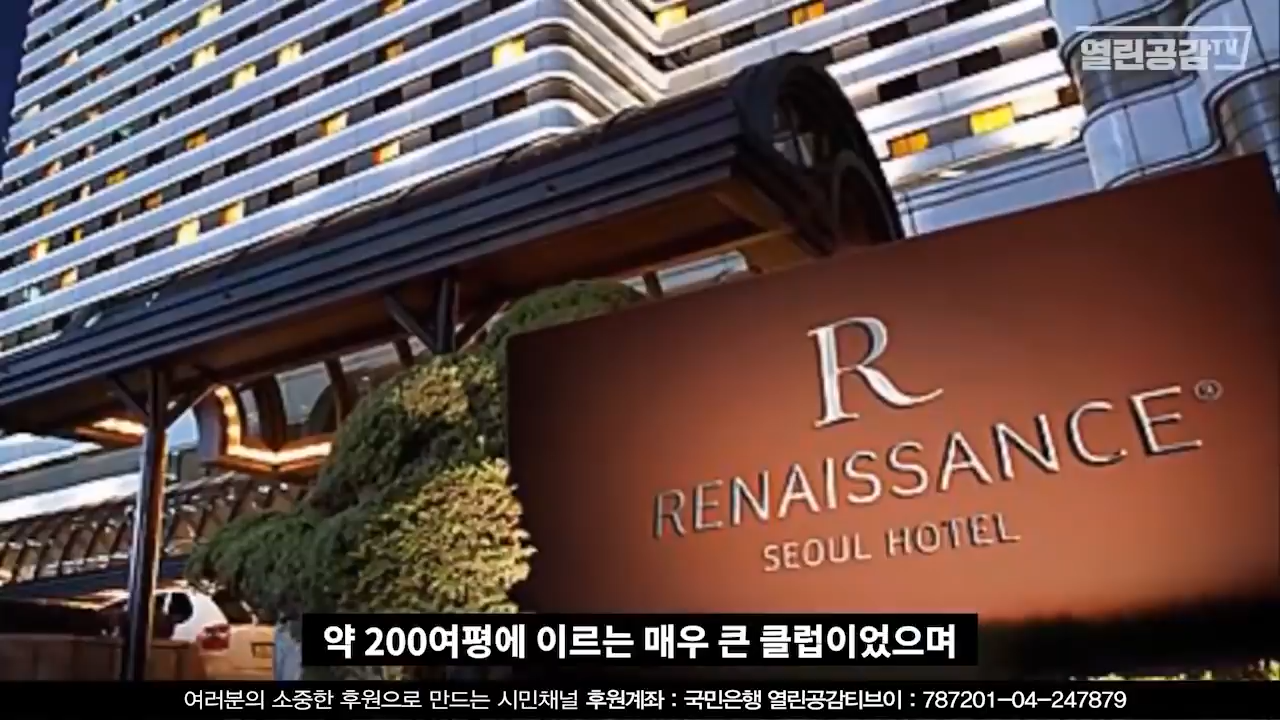 열린공감TV
R
RENAISSANCE®
SEOUL HOTEL
약 200여평에 이르는 매우 큰 클럽이었으며
여러분의 소중한 후원으로 만드는 시민채널 후원계좌 : 국민은행 열린공감티브이 : 787201-04-247879